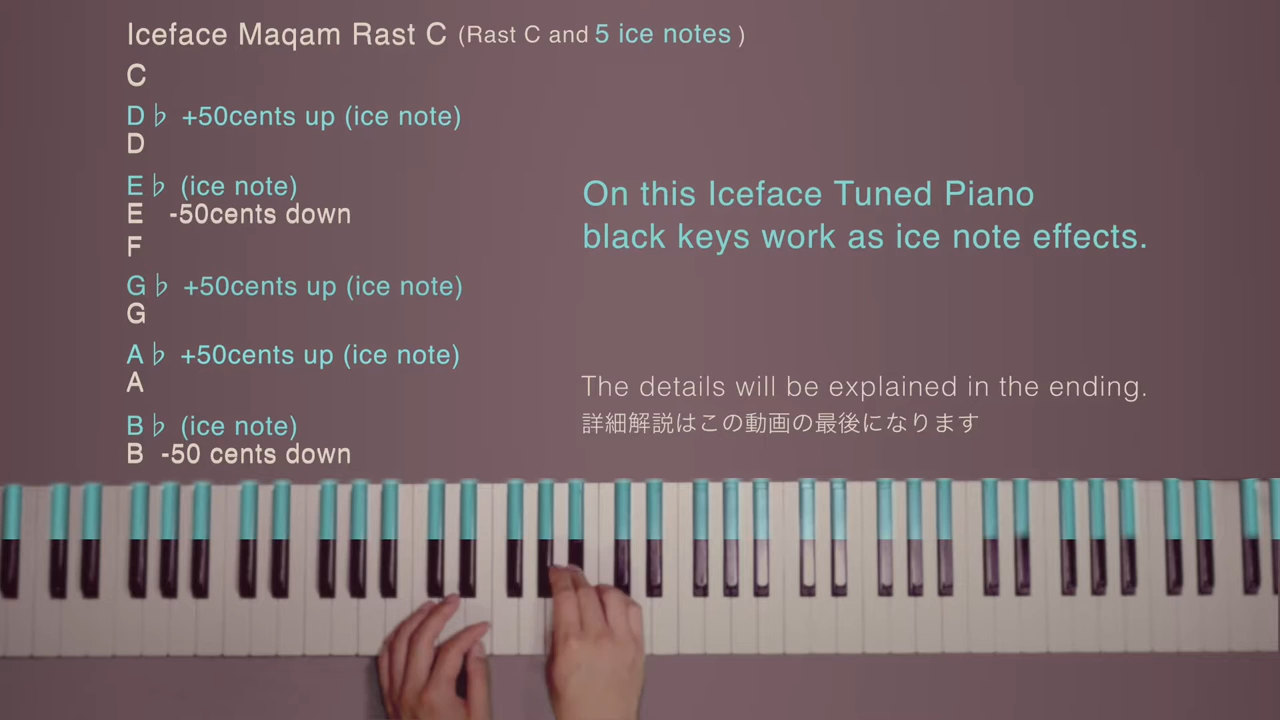 Iceface Maqam Rast C (Rast C and 5 ice notes )
C
D♭ +50cents up (ice note)
D
E♭ (ice note)
E -50cents down
F
G♭ +50cents up (ice note)
G
A♭ +50cents up (ice note)
A
B♭ (ice note)
B -50 cents down
On this Iceface Tuned Piano
black keys work as ice note effects.
The details will be explained in the ending.
詳細解説はこの動画の最後になります